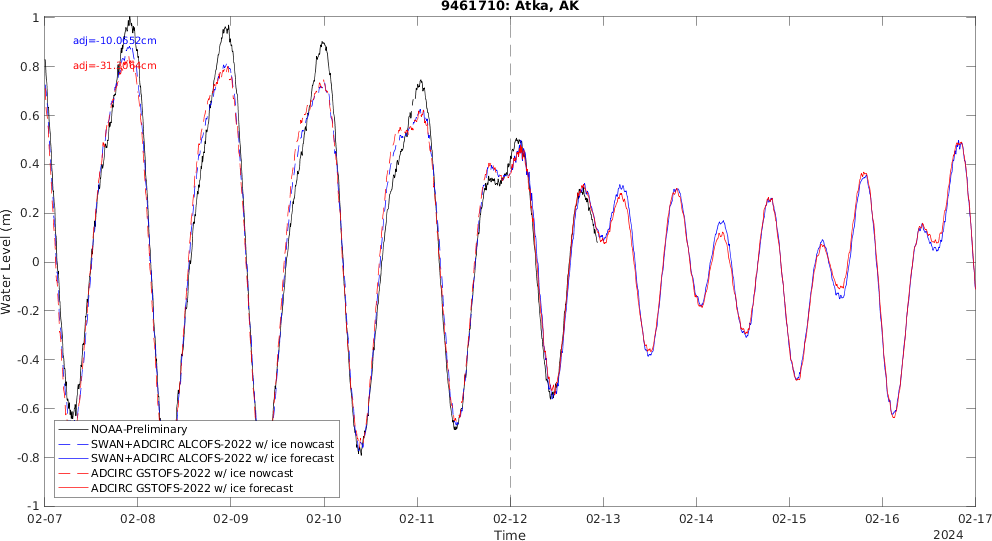 9461710: Atka, AK
adj=-10.0552cm
Water Level (m)
1
0.8
0.6
0.4
0.2
0
-0.2
-0.4
-0.6
-0.8
-1
NOAA-Preliminary
SWAN+ADCIRC ALCOFS-2022 w/ ice nowcast
SWAN+ADCIRC ALCOFS-2022 w/ ice forecast
ADCIRC GSTOFS-2022 w/ ice nowcast
ADCIRC GSTOFS-2022 w/ ice forecast
02-07 02-08 02-09 02-10 02-11 02-12 02-13 02-14 02-15 02-16 02-17
Time
2024